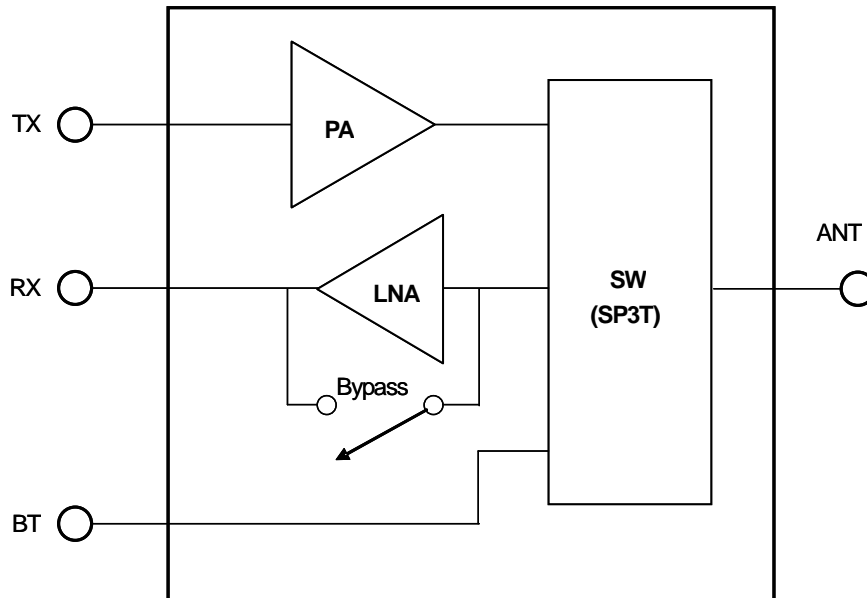 TX
PA
ANT
RX
LNA
SW
(SP3T)
Bypass
BT